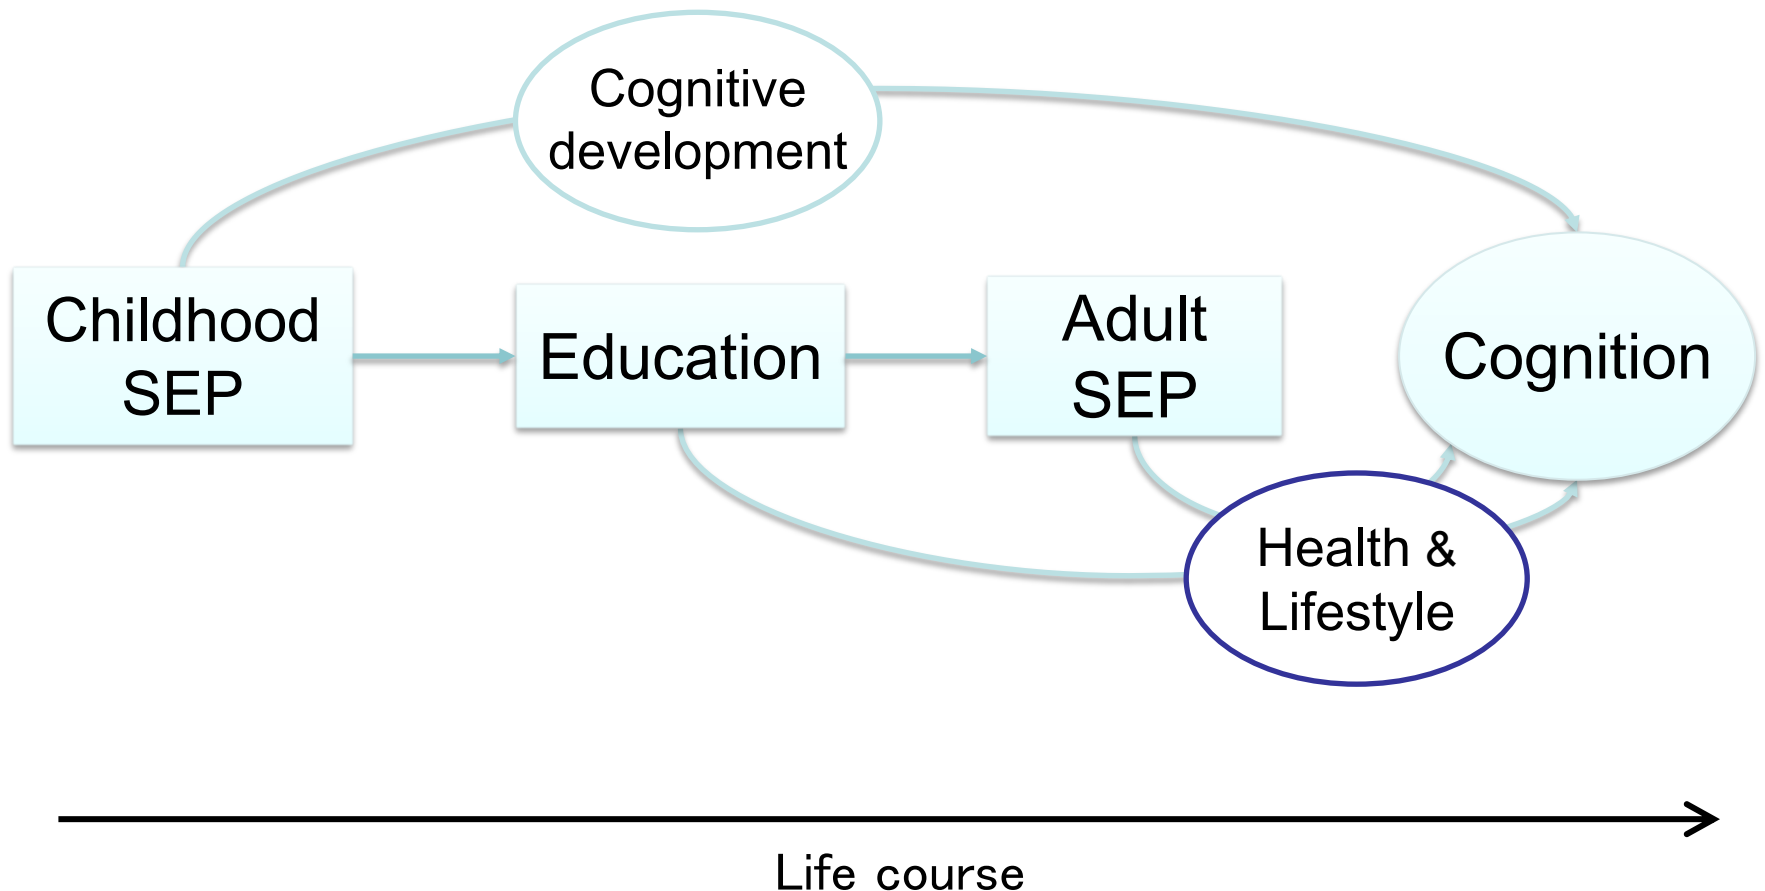 Cognitive
development
Childhood
SEP
Education
Adult
SEP
Cognition
Health &
Lifestyle
Life course